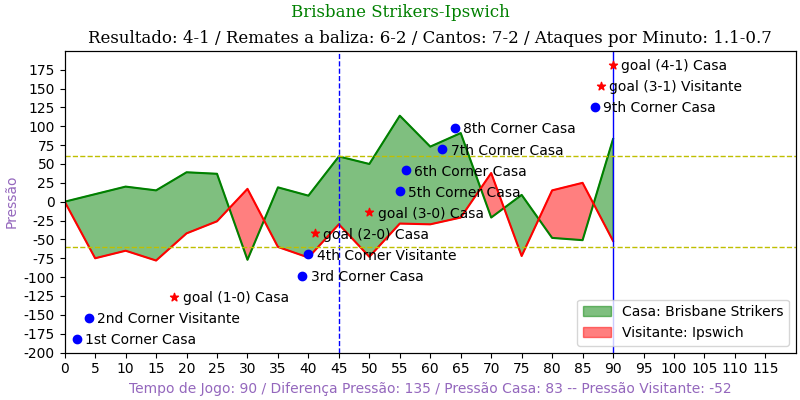 Brisbane Strikers-Ipswich
Resultado: 4-1 / Remates a baliza: 6-2 / Cantos: 7-2 / Ataques por Minuto: 1.1-0.7
Pressão
175
150
125
100
75
50
25
0
-25
-50
-75
-100
-125
-150
-175
-200
goal (4-1) Casa
goal (3-1) Visitante
9th Corner Casa
8th Corner Casa
7th Corner Casa
6th Corner Casa
5th Corner Casa
goal (3-0) Casa
goal (2-0) Casa
4th Corner Visitante
3rd Corner Casa
goal (1-0) Casa
2nd Corner Visitante
1st Corner Casa
Casa: Brisbane Strikers
Visitante: Ipswich
0 5 10 15 20 25 30 35 40 45 50 55 60 65 70 75 80 85 90 95 100 105 110 115
Tempo de Jogo: 90 / Diferença Pressão: 135 / Pressão Casa: 83 -- Pressão Visitante: -52